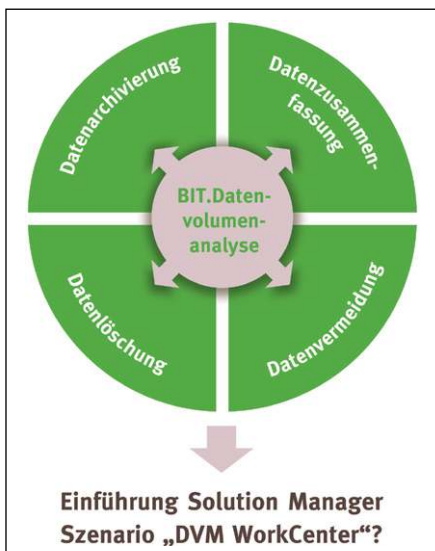 Datenarchivierung
Datenzusammen-
fassung
BIT.Daten-
volumen-
analyse
Datenlöschung
Datenvermeidung
Einführung Solution Manager
Szenario „DVM WorkCenter“?